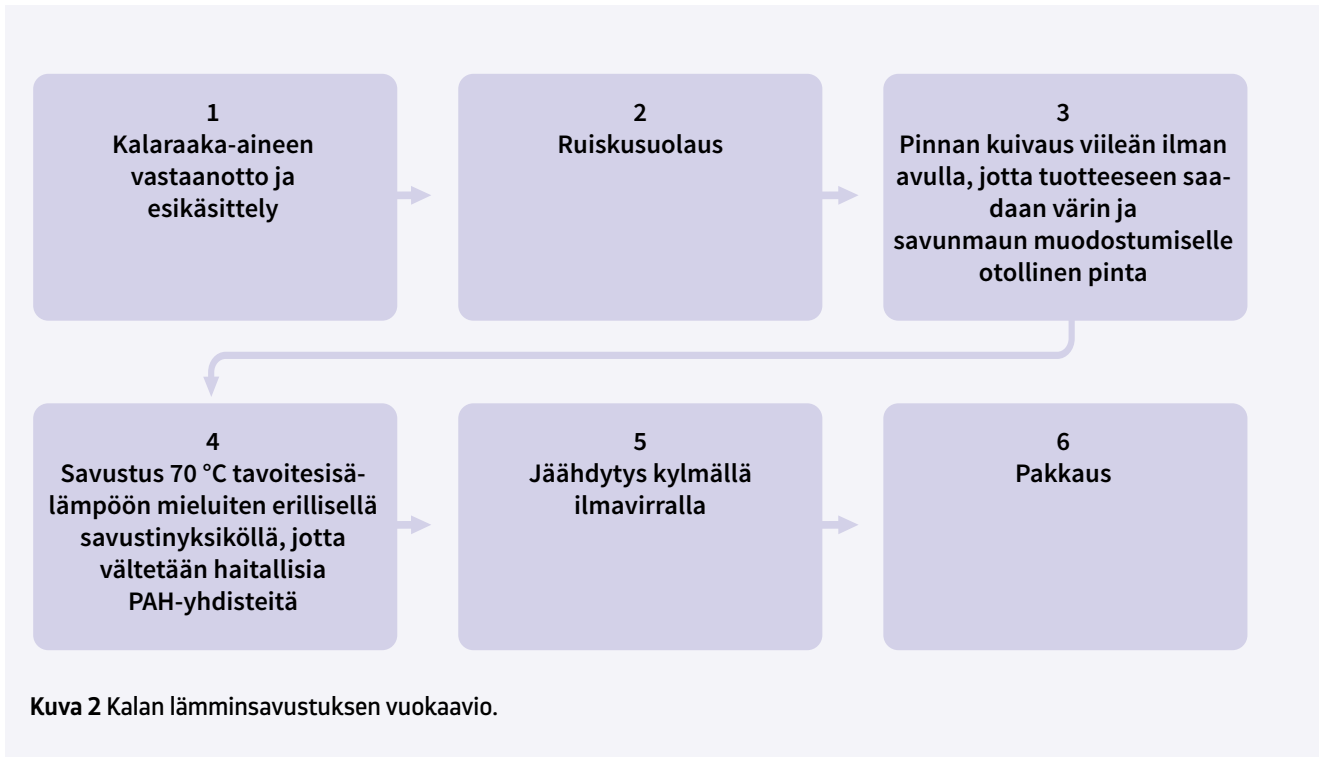 1
Kalaraaka-aineen
vastaanotto ja
esikäsittely
2
Ruiskusuolaus
3
Pinnan kuivaus viileän ilman
avulla, jotta tuotteeseen saa-
daan värin ja
savunmaun muodostumiselle
otollinen pinta
4
Savustus 70 °C tavoitesisä-
lämpöön mieluiten erillisellä
savustinyksiköllä, jotta
vältetään haitallisia
PAH-yhdisteitä
5
Jäähdytys kylmällä
ilmavirralla
6
Pakkaus
Kuva 2 Kalan lämminsavustuksen vuokaavio.